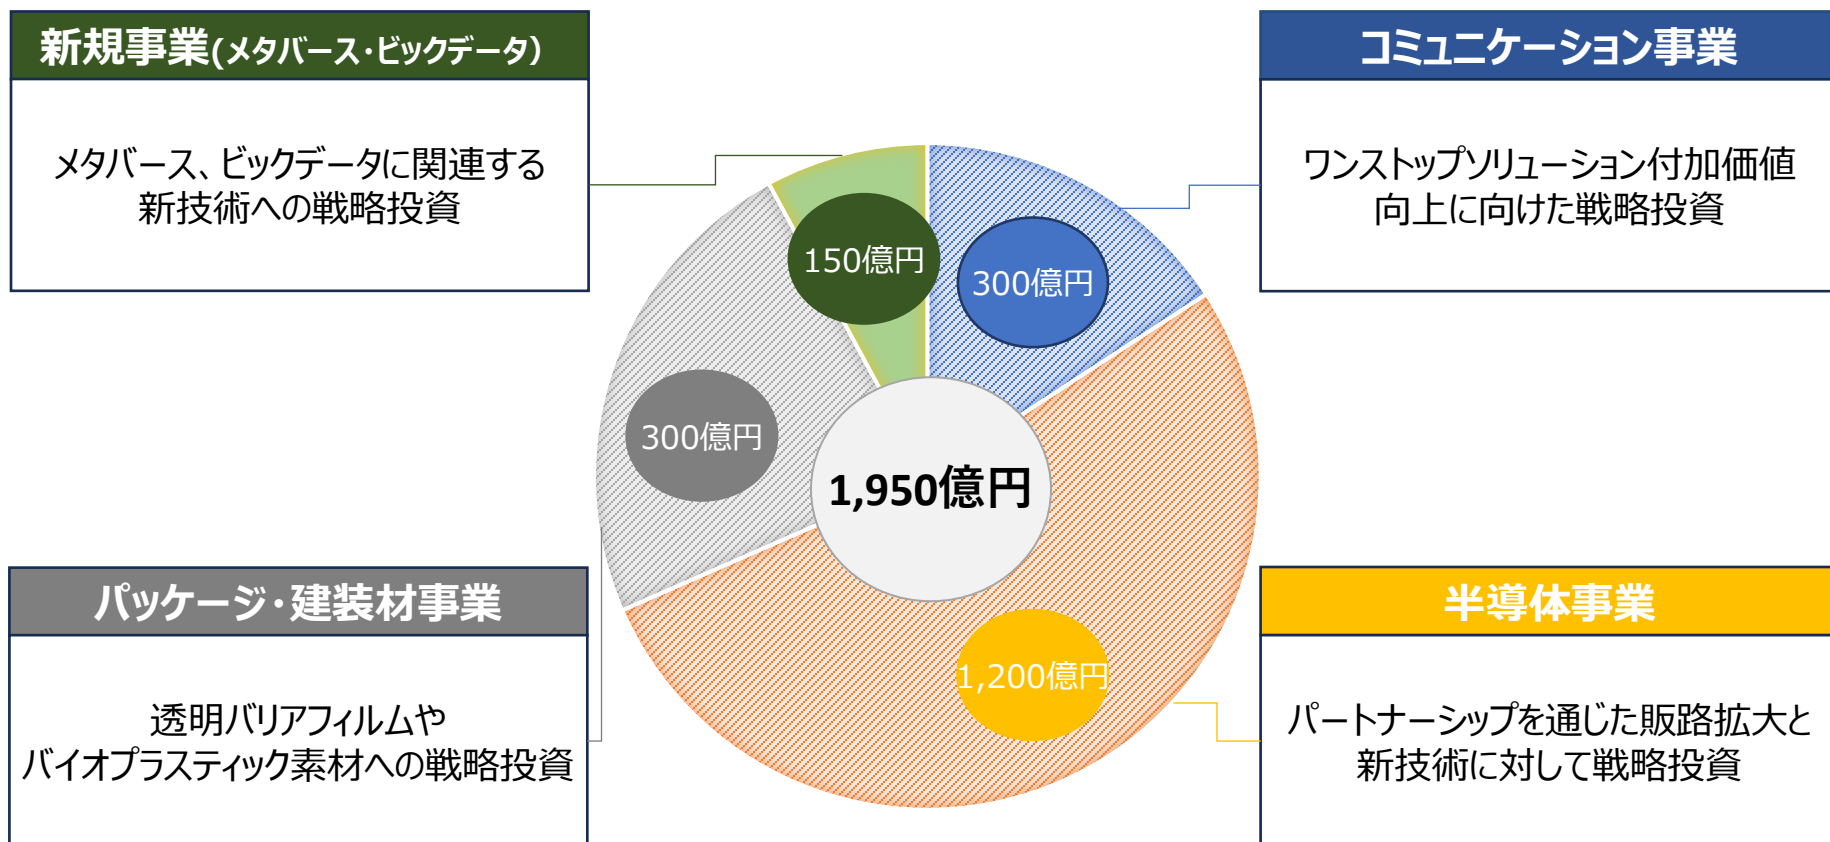 新規事業(メタバース・ビックデータ）
メタバース、ビックデータに関連する
新技術への戦略投資
コミュニケーション事業
ワンストップソリューション付加価値
向上に向けた戦略投資
150億円
300億円
300億円
1,950億円
1,200億円
パッケージ・建装材事業
透明バリアフィルムや
バイオプラスティック素材への戦略投資
半導体事業
パートナーシップを通じた販路拡大と
新技術に対して戦略投資